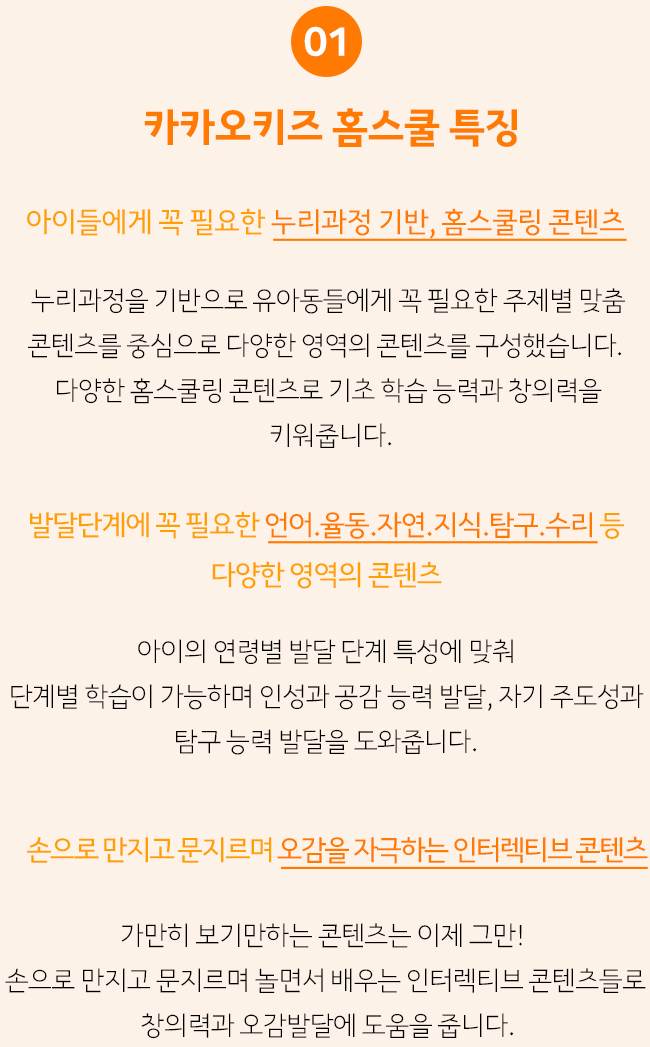 01
카카오키즈 홈스쿨 특징
아이들에게 꼭 필요한 누리과정 기반, 홈스쿨링 콘텐츠
누리과정을 기반으로 유아동들에게 꼭 필요한 주제별 맞춤
콘텐츠를 중심으로 다양한 영역의 콘텐츠를 구성했습니다.
다양한 홈스쿨링 콘텐츠로 기초 학습 능력과 창의력을
키워줍니다.
발달단계에 꼭 필요한 언어.율동.자연.지식.탐구.수리 등
다양한 영역의 콘텐츠
아이의 연령별 발달 단계 특성에 맞춰
단계별 학습이 가능하며 인성과 공감 능력 발달, 자기 주도성과
탐구 능력 발달을 도와줍니다.
손으로 만지고 문지르며 오감을 자극하는 인터렉티브 콘텐츠
가만히 보기만하는 콘텐츠는 이제 그만!
손으로 만지고 문지르며 놀면서 배우는 인터렉티브 콘텐츠들로
창의력과 오감발달에 도움을 줍니다.